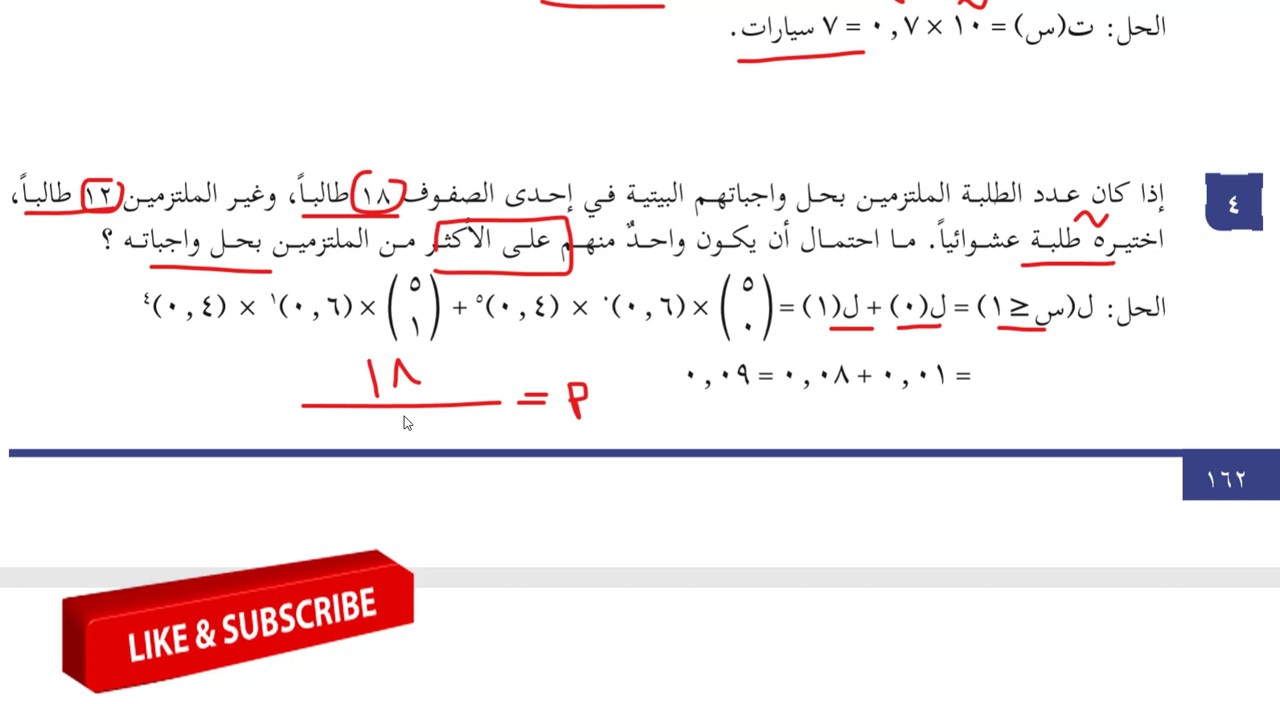 الحل: ت(س) = ١٠ × ٠,٧ = ٧ سيارات.
٤
إذا كان عدد الطلبة الملتزمين بحل واجباتهم البيتية في إحدى الصفوف ١٨ طالباً، وغير الملتزمين ١٢ طالباً،
اختير ٥ طلبة عشوائياً. ما احتمال أن يكون واحدٌ منهم على الأكثر من الملتزمين بحل واجباته ؟
الحل: ل(س ≤ ١) = ل(٠) + ل(١) = (٥ ٠) × (٠,٦)^٠ × (٠,٤)^٥ + (٥ ١) × (٠,٦)^١ × (٠,٤)^٤
= ٠,٠١ + ٠,٠٨ = ٠,٠٩
P = ١٨
١٦٢
LIKE & SUBSCRIBE